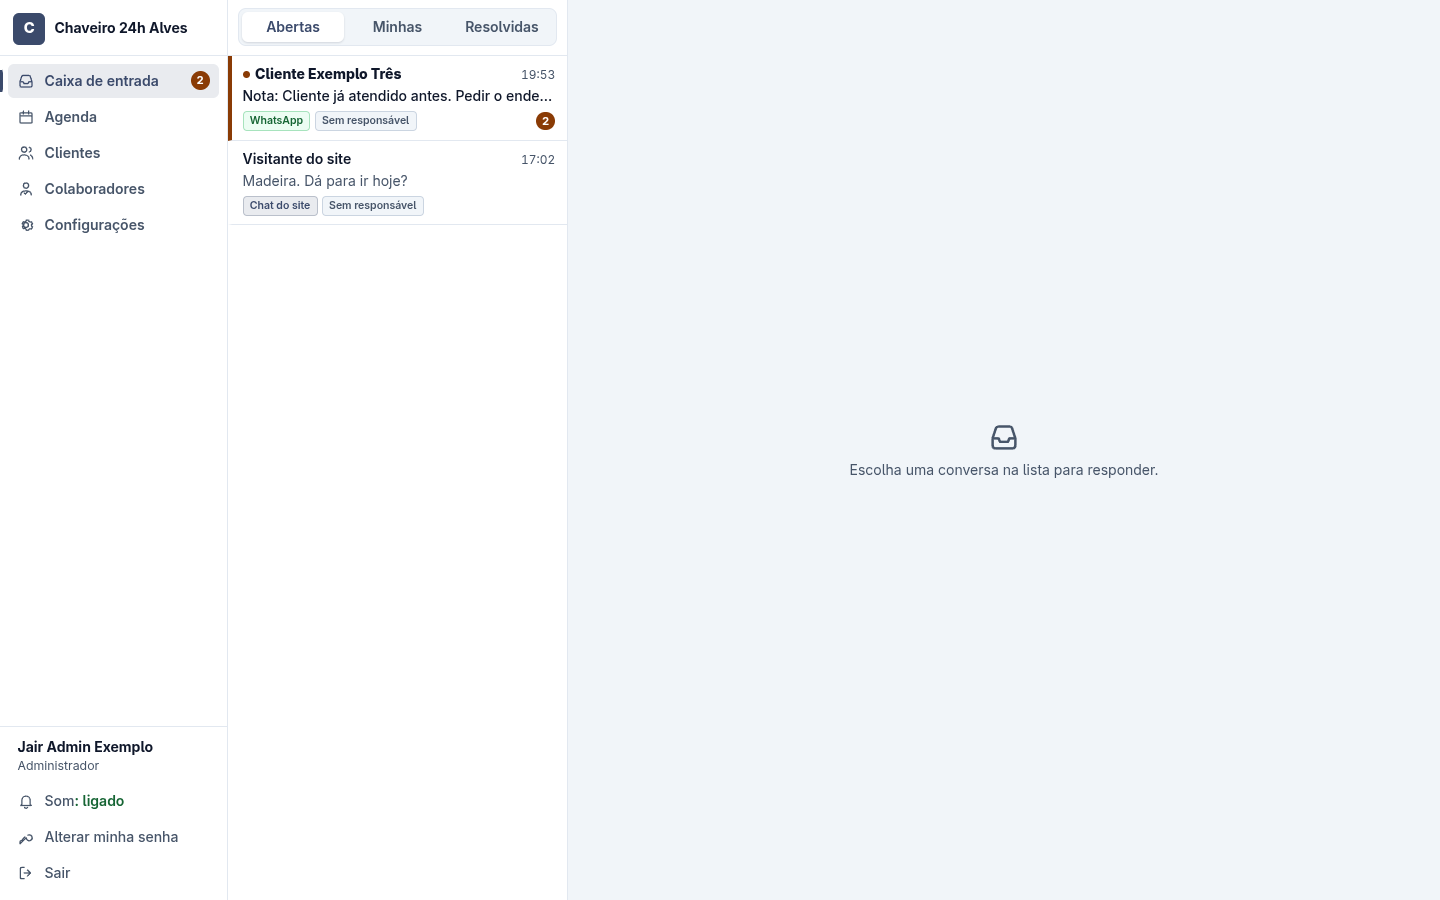 C Chaveiro 24h Alves
Caixa de entrada 2
Agenda
Clientes
Colaboradores
Configurações
Jair Admin Exemplo
Administrador
Som: ligado
Alterar minha senha
Sair
Abertas Minhas Resolvidas
Cliente Exemplo Três 19:53
Nota: Cliente já atendido antes. Pedir o ende...
WhatsApp Sem responsável 2
Visitante do site 17:02
Madeira. Dá para ir hoje?
Chat do site Sem responsável
Escolha uma conversa na lista para responder.